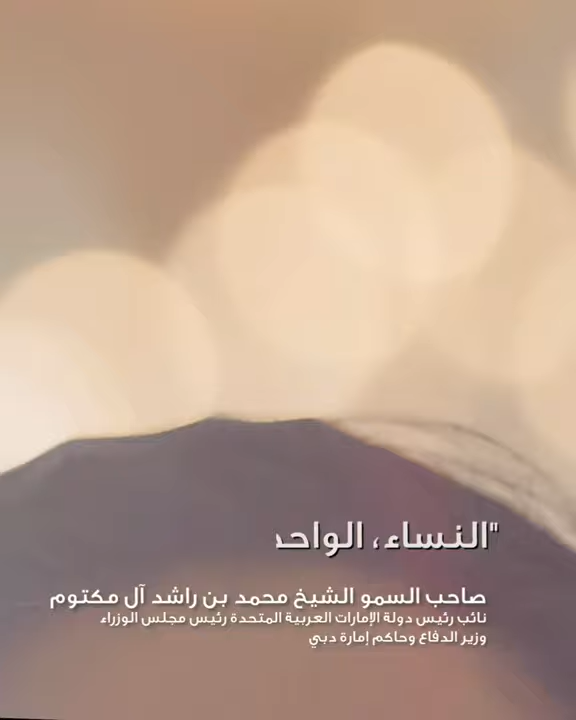 "النساء، الواحد
صاحب السمو الشيخ محمد بن راشد آل مكتوم
نائب رئيس دولة الإمارات العربية المتحدة رئيس مجلس الوزراء
وزير الدفاع وحاكم إمارة دبي